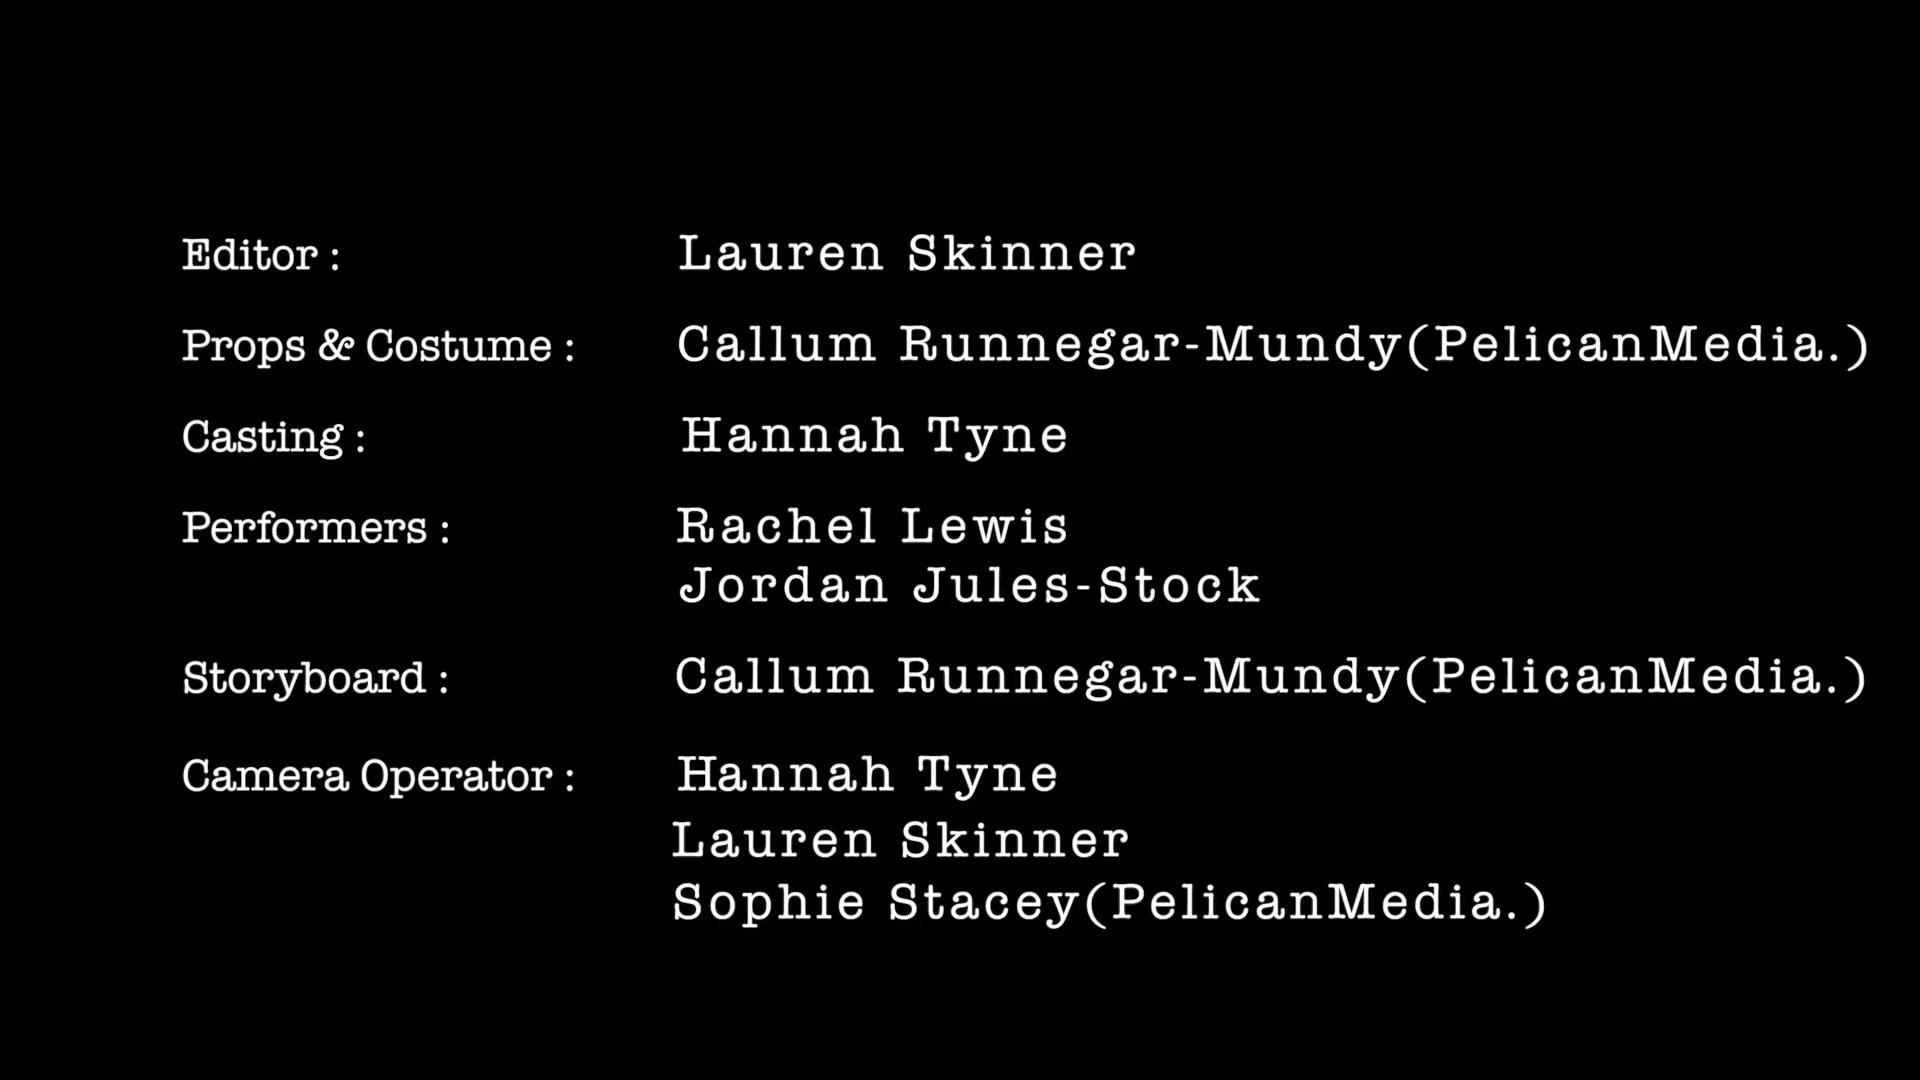 Editor : Lauren Skinner
Props & Costume : Callum Runnegar-Mundy(PelicanMedia.)
Casting : Hannah Tyne
Performers : Rachel Lewis
Jordan Jules-Stock
Storyboard : Callum Runnegar-Mundy(PelicanMedia.)
Camera Operator : Hannah Tyne
Lauren Skinner
Sophie Stacey(PelicanMedia.)